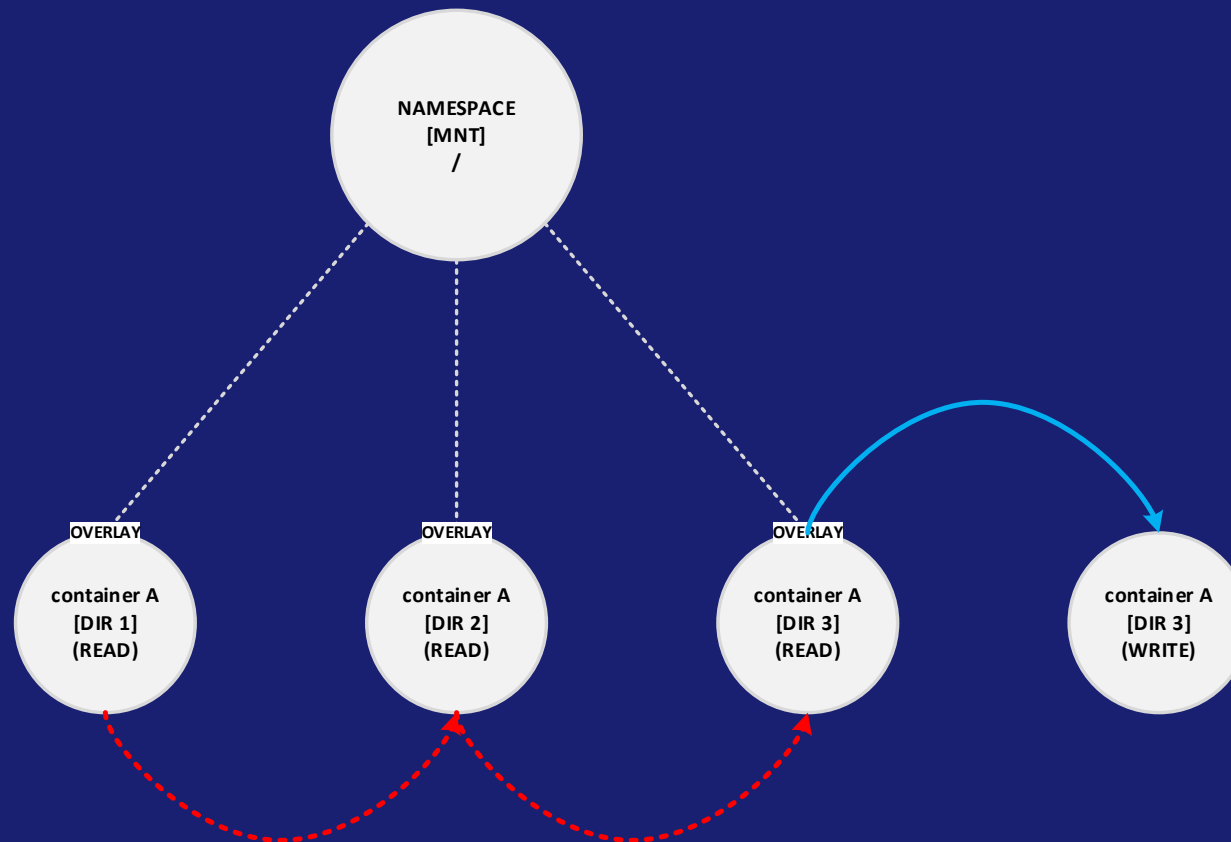 NAMESPACE
[MNT]
/
OVERLAY
container A
[DIR 1]
(READ)
OVERLAY
container A
[DIR 2]
(READ)
OVERLAY
container A
[DIR 3]
(READ)
container A
[DIR 3]
(WRITE)